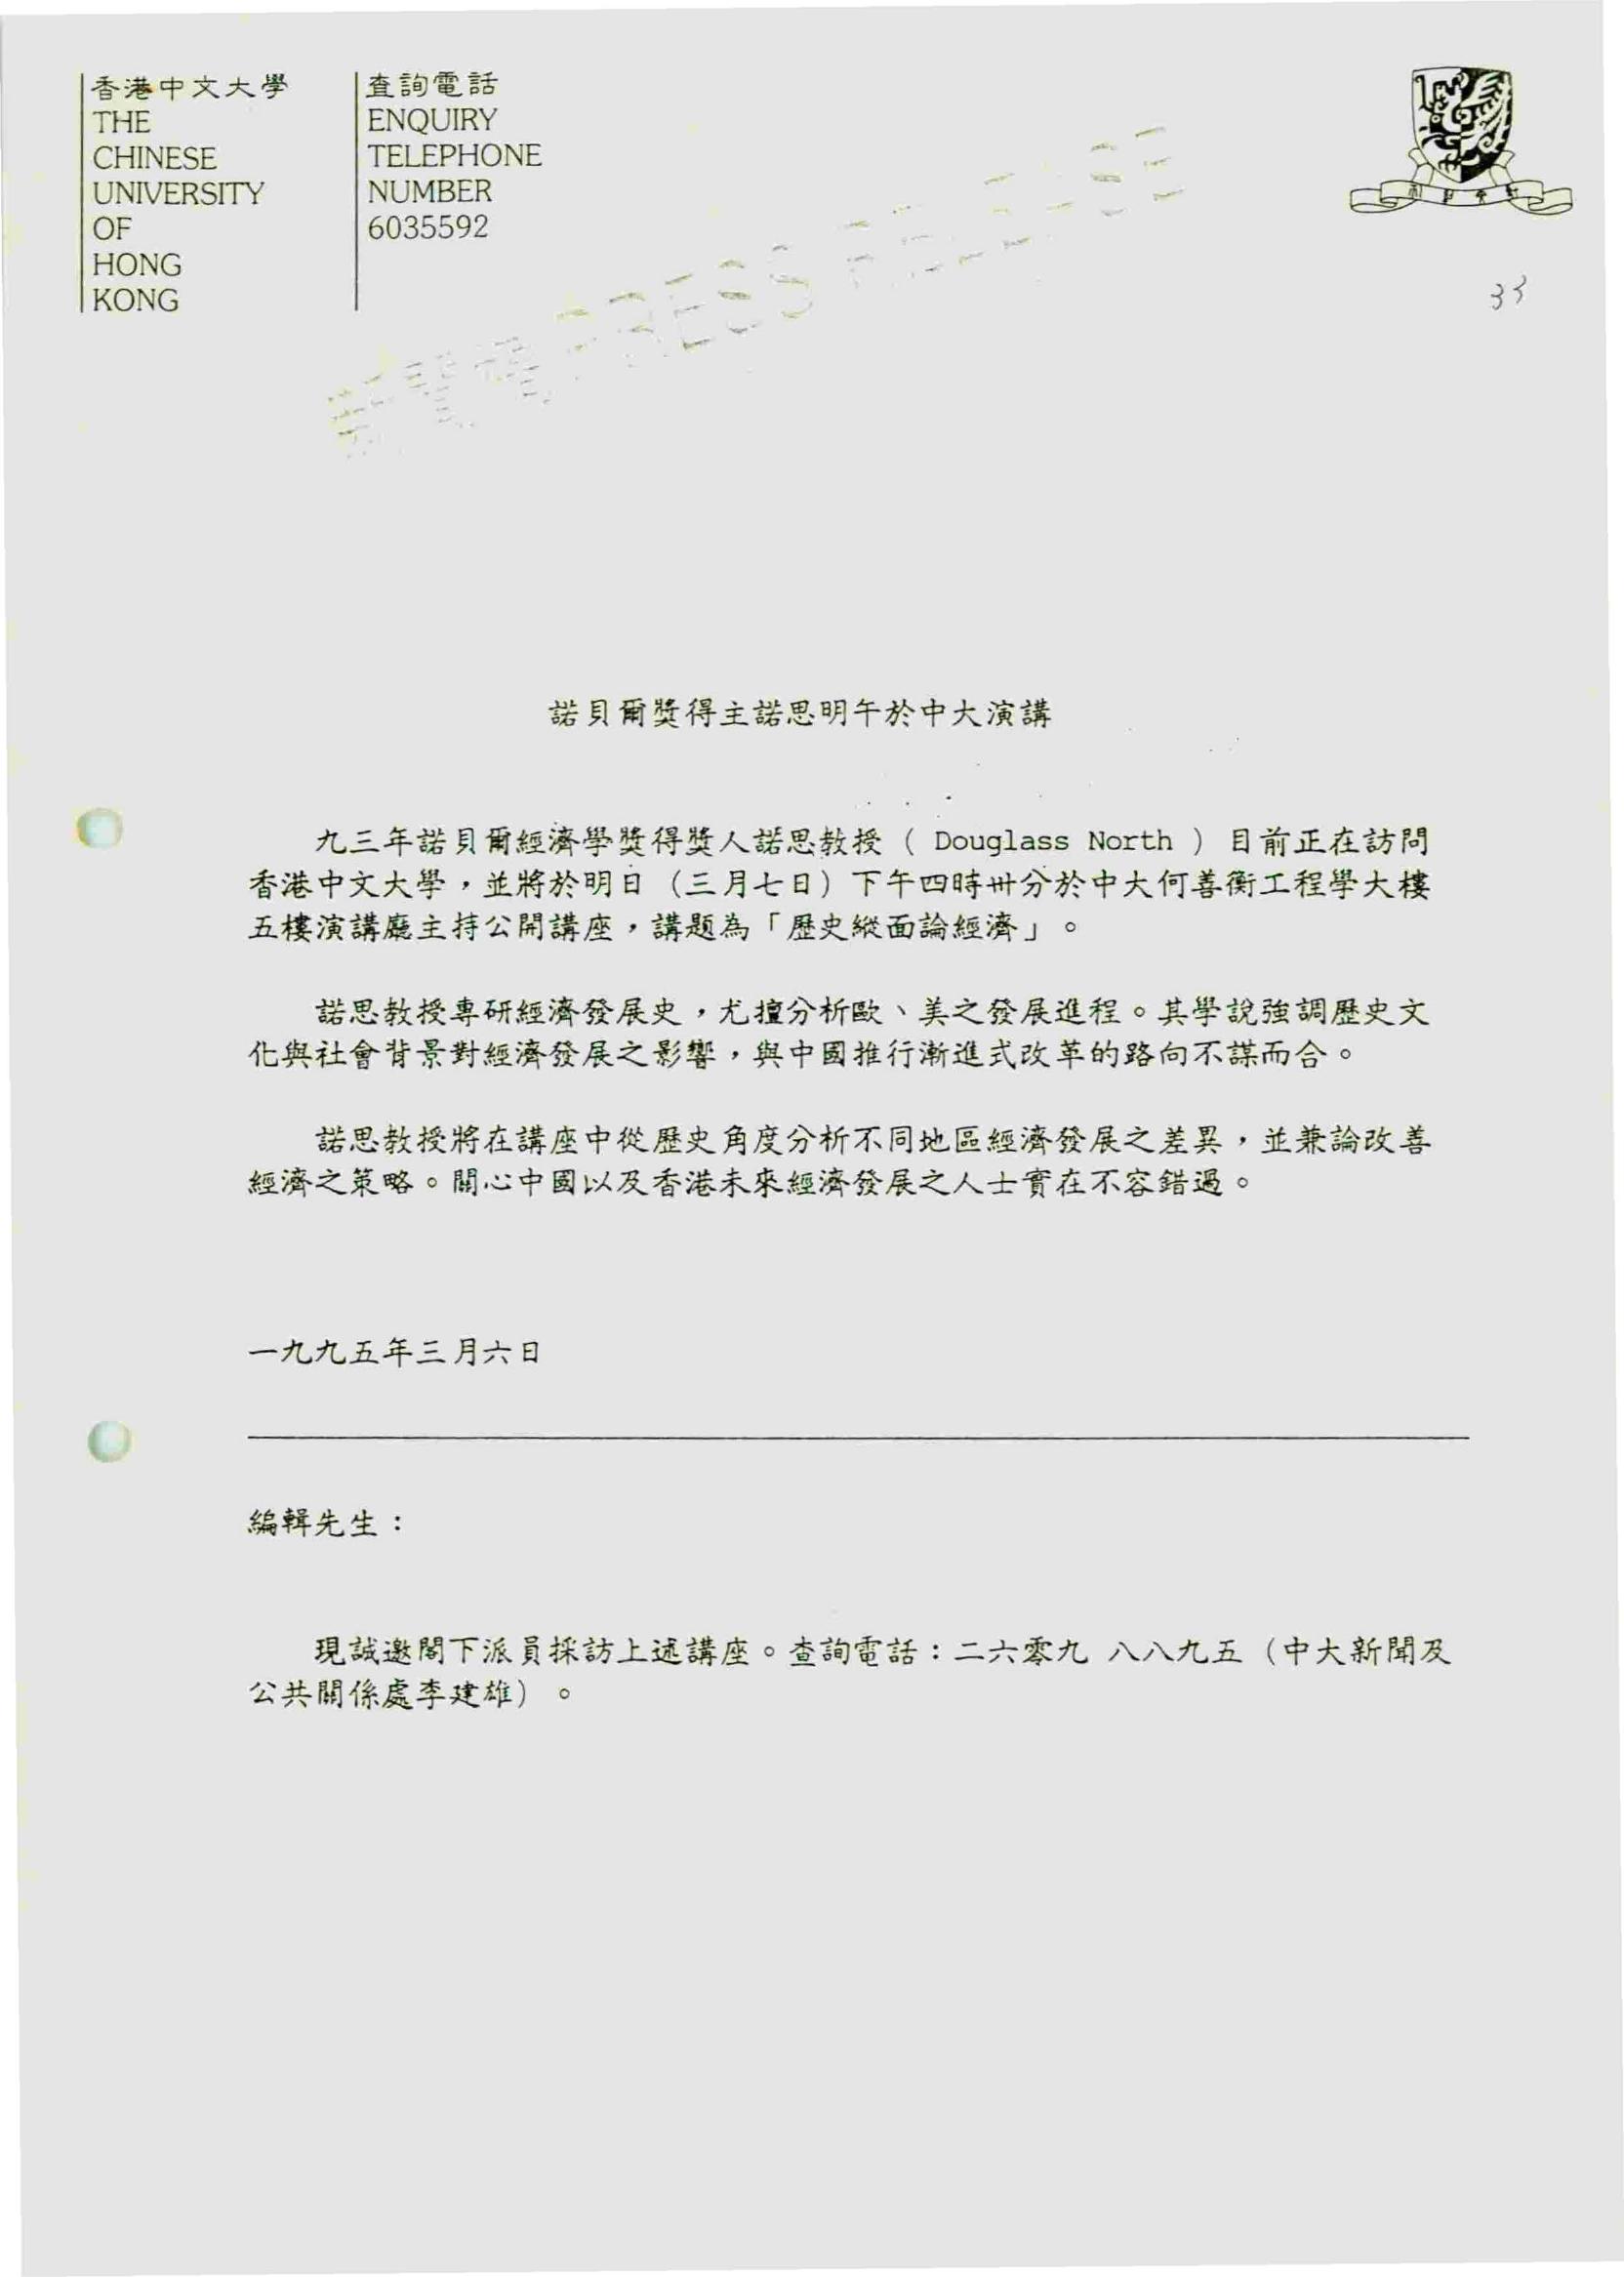 香港中文大學
THE
CHINESE
UNIVERSITY
OF
HONG
KONG
查詢電話
ENQUIRY
TELEPHONE
NUMBER
6035592
新聞稿 PRESS RELEASE
33
諾貝爾獎得主諾思明午於中大演講
九三年諾貝爾經濟學獎得獎人諾思教授 ( Douglass North ) 目前正在訪問
香港中文大學，並將於明日 (三月七日) 下午四時卅分於中大何善衡工程學大樓
五樓演講廳主持公開講座，講題為「歷史縱面論經濟」。
諾思教授專研經濟發展史，尤擅分析歐、美之發展進程。其學說強調歷史文
化與社會背景對經濟發展之影響，與中國推行漸進式改革的路向不謀而合。
諾思教授將在講座中從歷史角度分析不同地區經濟發展之差異，並兼論改善
經濟之策略。關心中國以及香港未來經濟發展之人士實在不容錯過。
一九九五年三月六日
編輯先生：
現誠邀閣下派員採訪上述講座。查詢電話：二六零九 八八九五 (中大新聞及
公共關係處李建雄) 。